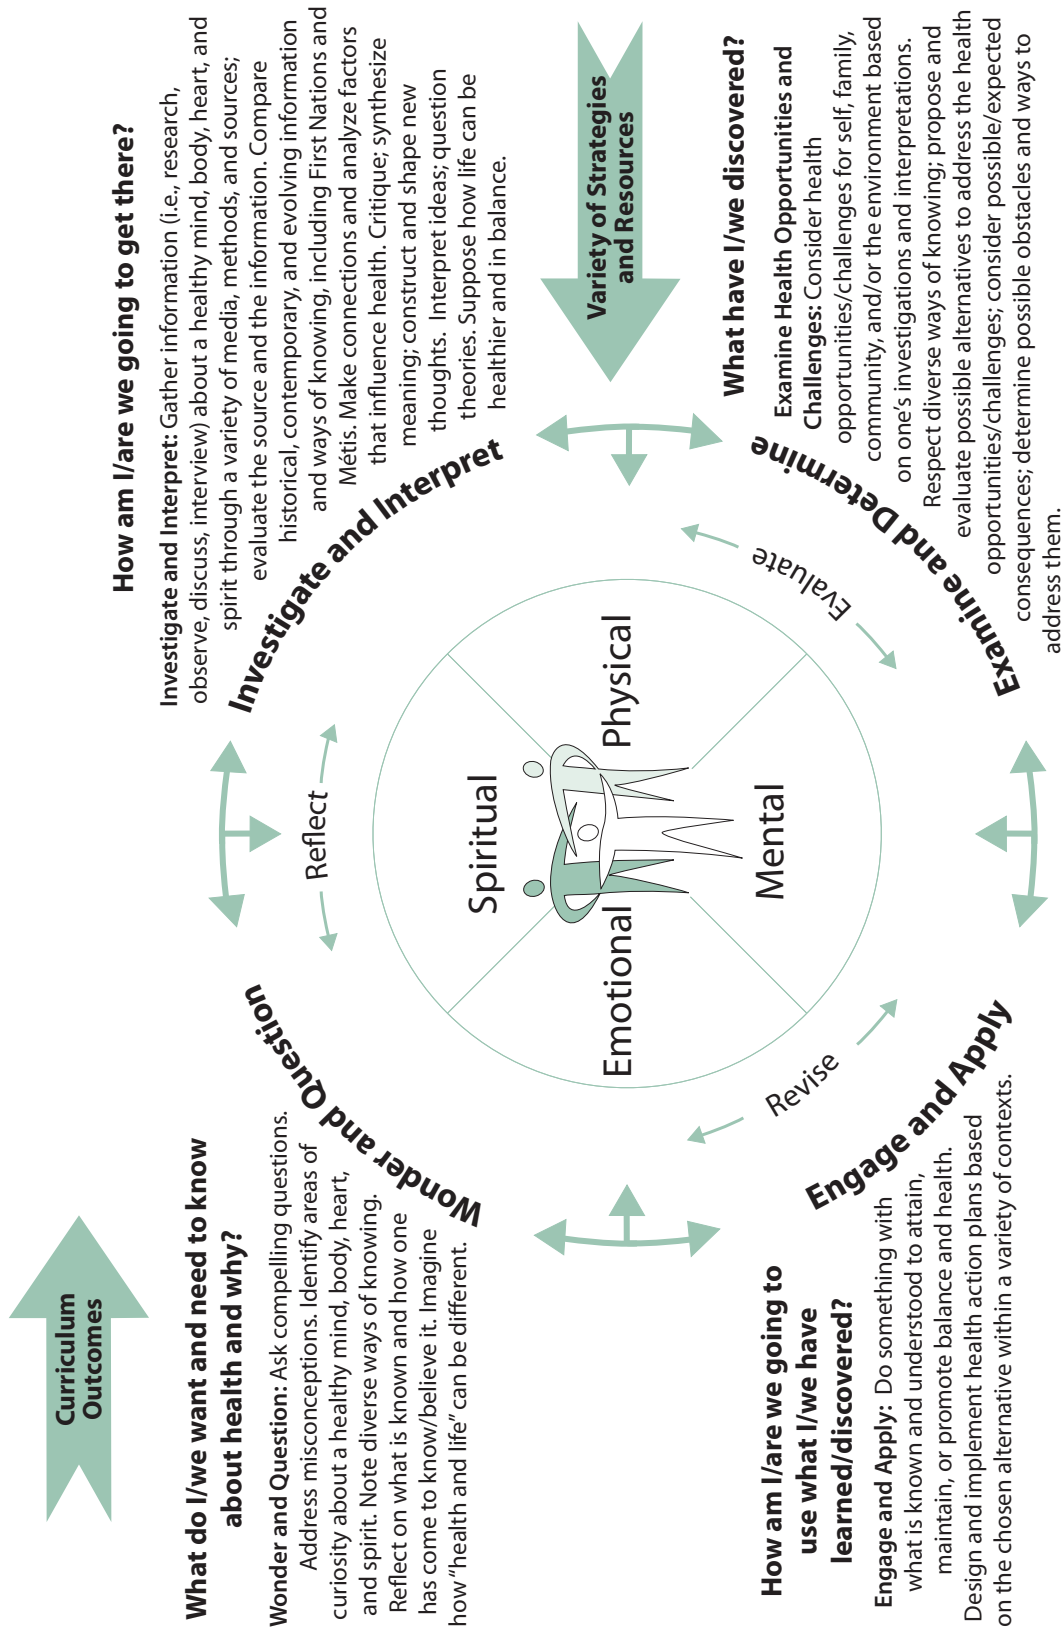 Curriculum
Outcomes
What do I/we want and need to know
about health and why?
Wonder and Question: Ask compelling questions.
Address misconceptions. Identify areas of
curiosity about a healthy mind, body, heart,
and spirit. Note diverse ways of knowing.
Reflect on what is known and how one
has come to know/believe it. Imagine
how "health and life" can be different.
How am I/are we going to get there?
Investigate and Interpret: Gather information (i.e., research,
observe, discuss, interview) about a healthy mind, body, heart, and
spirit through a variety of media, methods, and sources;
evaluate the source and the information. Compare
historical, contemporary, and evolving information
and ways of knowing, including First Nations and
Métis. Make connections and analyze factors
that influence health. Critique; synthesize
meaning; construct and shape new
thoughts. Interpret ideas; question
theories. Suppose how life can be
healthier and in balance.
Variety of Strategies
and Resources
Wonder and Question
Reflect
Investigate and Interpret
Spiritual
Emotional
Physical
Mental
Revise
Evaluate
Engage and Apply
Examine and Determine
How am I/are we going to
use what I/we have
learned/discovered?
Engage and Apply: Do something with
what is known and understood to attain,
maintain, or promote balance and health.
Design and implement health action plans based
on the chosen alternative within a variety of contexts.
What have I/we discovered?
Examine Health Opportunities and
Challenges: Consider health
opportunities/challenges for self, family,
community, and/or the environment based
on one's investigations and interpretations.
Respect diverse ways of knowing; propose and
evaluate possible alternatives to address the health
opportunities/challenges; consider possible/expected
consequences; determine possible obstacles and ways to
address them.